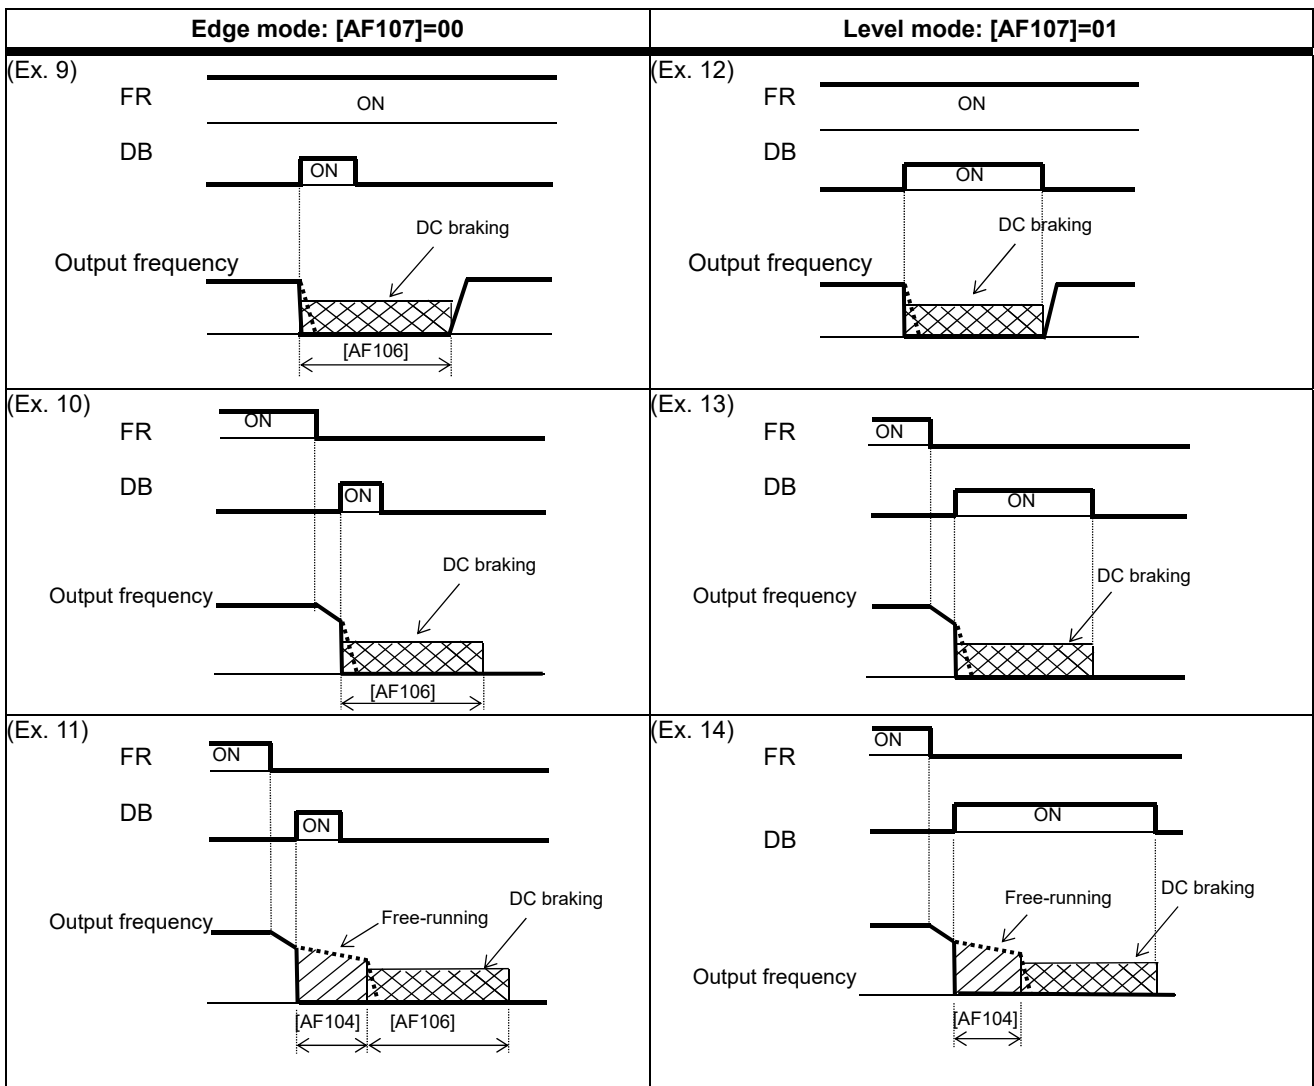 Edge mode: [AF107]=00
Level mode: [AF107]=01
(Ex. 9)
FR
ON
DB
ON
DC braking
Output frequency
[AF106]
(Ex. 12)
FR
ON
DB
ON
DC braking
Output frequency
(Ex. 10)
FR
ON
DB
ON
DC braking
Output frequency
[AF106]
(Ex. 13)
FR
ON
DB
ON
DC braking
Output frequency
(Ex. 11)
FR
ON
DB
ON
DC braking
Free-running
Output frequency
[AF104]
[AF106]
(Ex. 14)
FR
ON
DB
ON
DC braking
Free-running
Output frequency
[AF104]